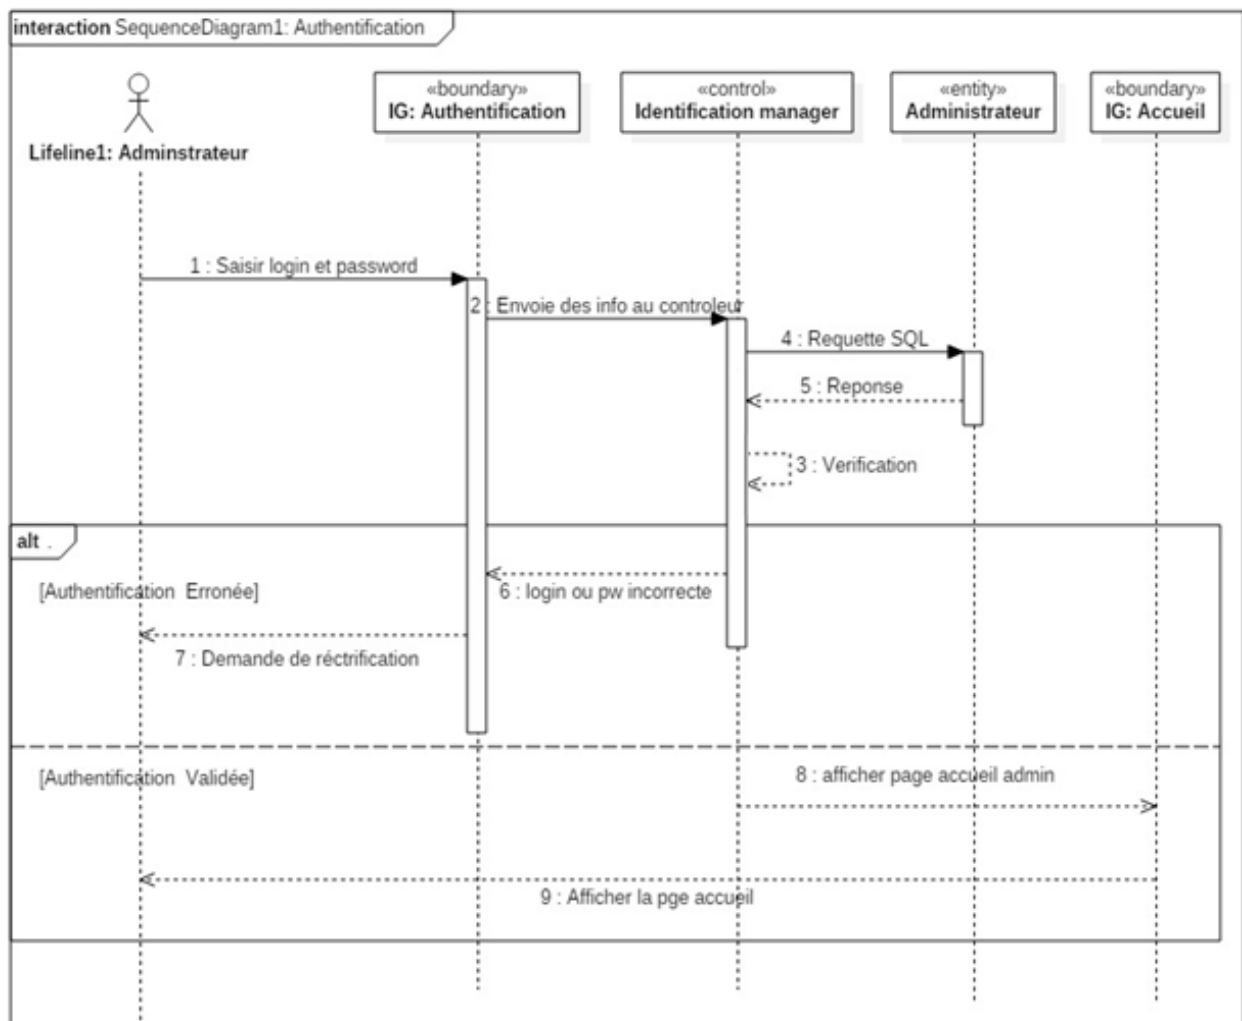 interaction SequenceDiagram1: Authentification
«boundary»
IG: Authentification
«control»
Identification manager
«entity»
Administrateur
«boundary»
IG: Accueil
Lifeline1: Adminstrateur
1 : Saisir login et password
2 : Envoie des info au controleur
4 : Requette SQL
5 : Reponse
3 : Verification
alt .
[Authentification Erronée]
6 : login ou pw incorrecte
7 : Demande de réctrification
[Authentification Validée]
8 : afficher page accueil admin
9 : Afficher la pge accueil